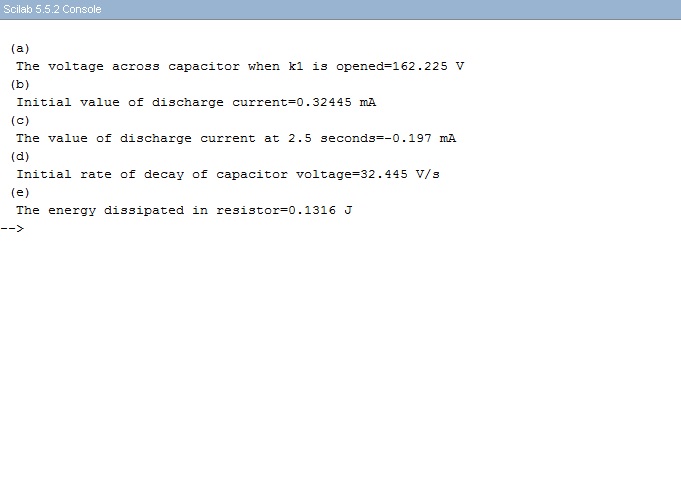 Scilab 5.5.2 Console
(a)
The voltage across capacitor when k1 is opened=162.225 V
(b)
Initial value of discharge current=0.32445 mA
(c)
The value of discharge current at 2.5 seconds=-0.197 mA
(d)
Initial rate of decay of capacitor voltage=32.445 V/s
(e)
The energy dissipated in resistor=0.1316 J
-->